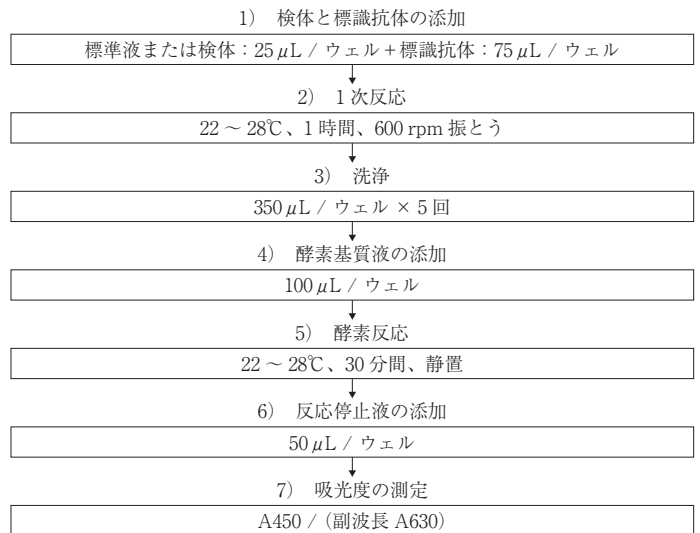 1) 検体と標識抗体の添加
標準液または検体：25 μL / ウェル + 標識抗体：75 μL / ウェル
2) 1 次反応
22 ～ 28℃、1 時間、600 rpm 振とう
3) 洗浄
350 μL / ウェル × 5 回
4) 酵素基質液の添加
100 μL / ウェル
5) 酵素反応
22 ～ 28℃、30 分間、静置
6) 反応停止液の添加
50 μL / ウェル
7) 吸光度の測定
A450 /（副波長 A630）